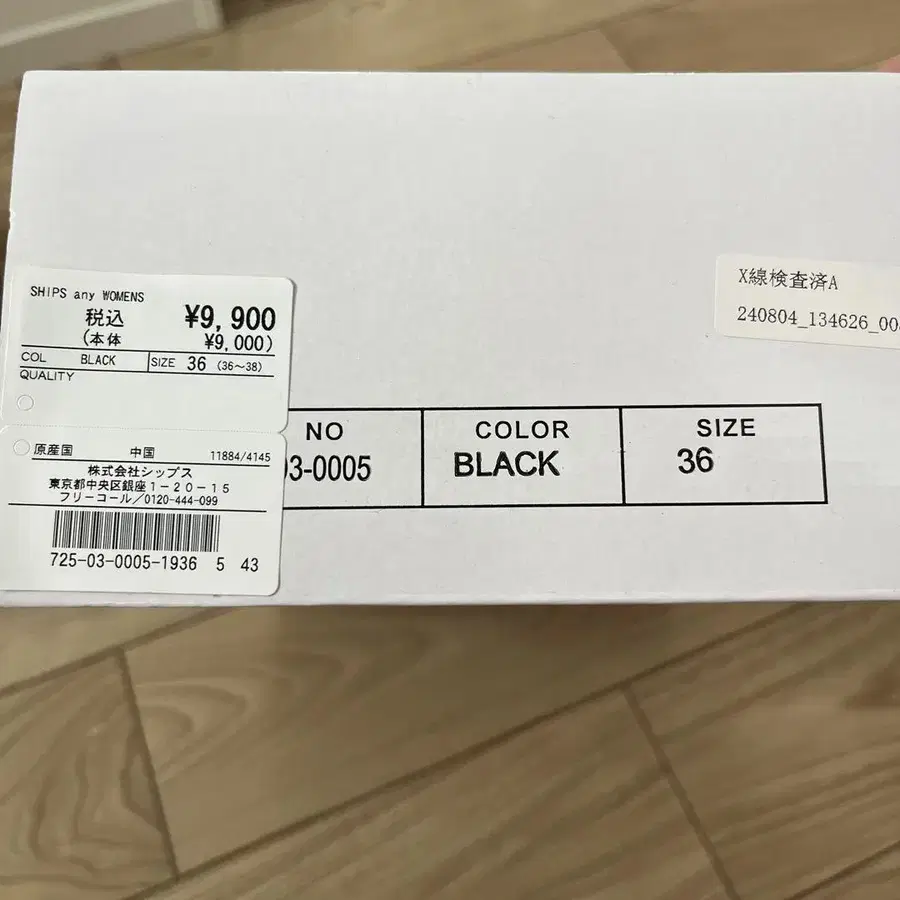 SHIPS any WOMENS
税込 ¥9,900
(本体 ¥9,000)
COL BLACK SIZE 36 (36～38)
QUALITY
原産国 中国 11884/4145
株式会社シップス
東京都中央区銀座1-20-15
フリーコール/0120-444-099
725-03-0005-1936 5 43
NO COLOR SIZE
03-0005 BLACK 36
X線検査済A
240804_134626_00